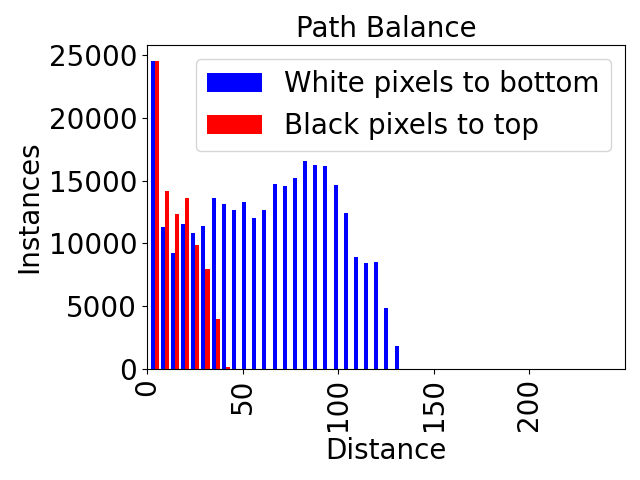 Path Balance
White pixels to bottom
Black pixels to top
Instances
25000
20000
15000
10000
5000
0
0
50
100
150
200
Distance